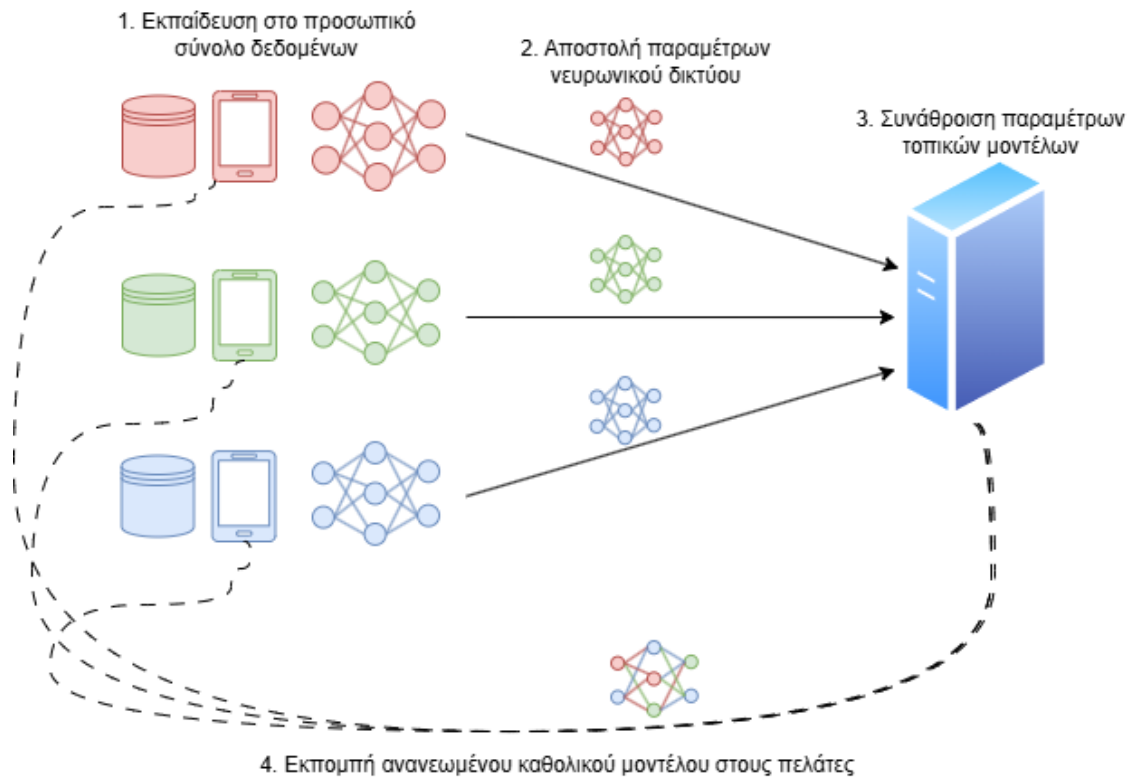 1. Εκπαίδευση στο προσωπικό
σύνολο δεδομένων
2. Αποστολή παραμέτρων
νευρωνικού δικτύου
3. Συνάθροιση παραμέτρων
τοπικών μοντέλων
4. Εκπομπή ανανεωμένου καθολικού μοντέλου στους πελάτες